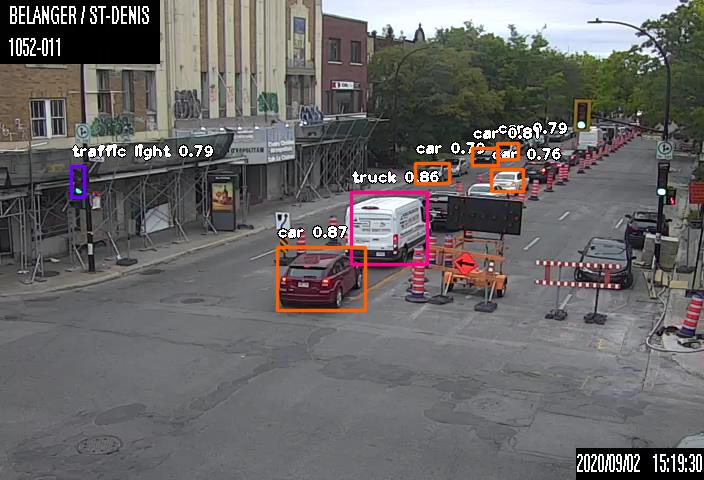 BELANGER / ST-DENIS
1052-011
traffic light 0.79
car 0.79
car 0.81
car 0.79
car 0.76
truck 0.86
car 0.87
2020/09/02 15:19:30